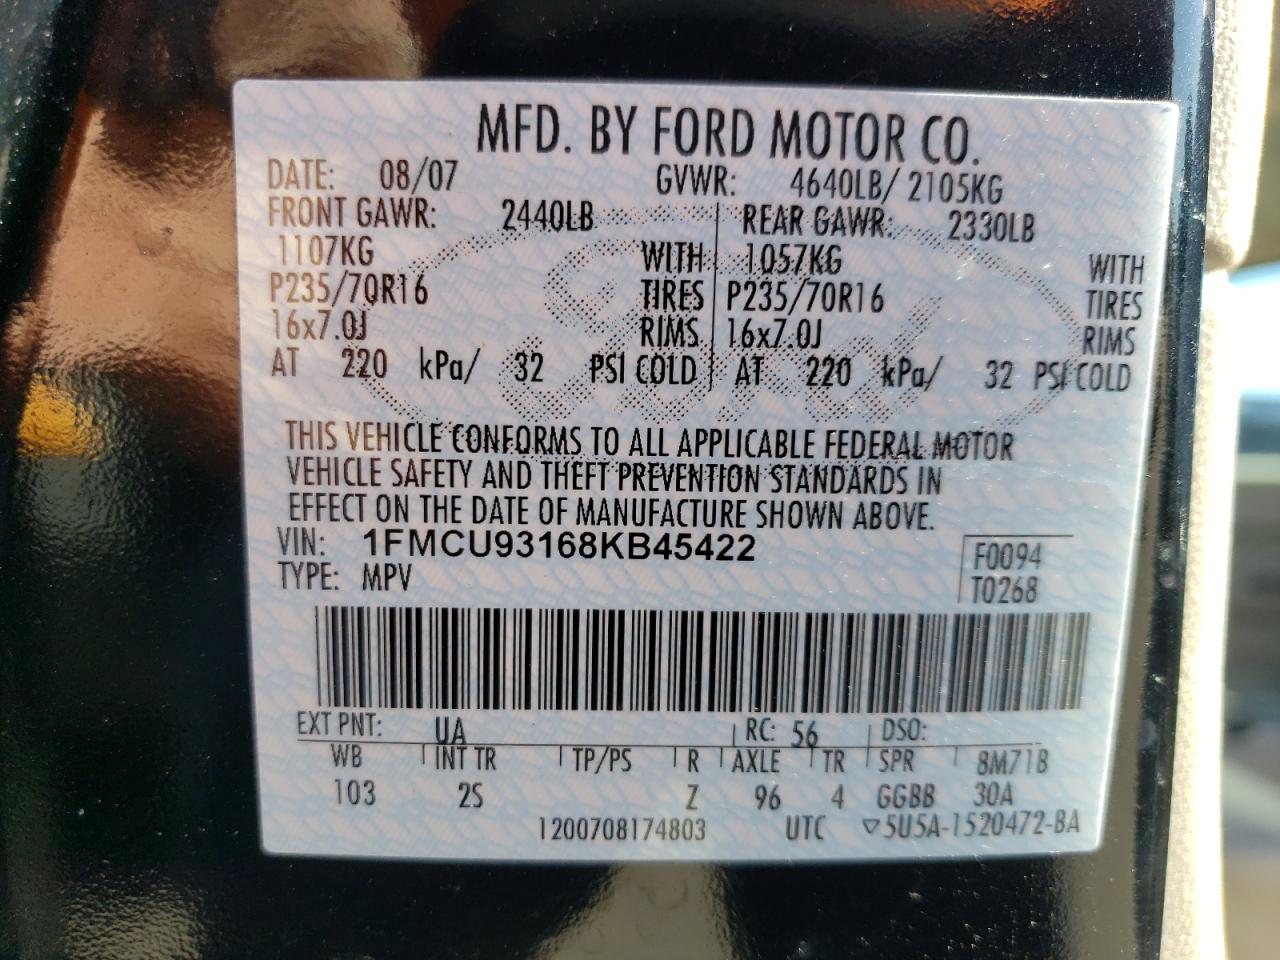 MFD. BY FORD MOTOR CO.
DATE: 08/07 GVWR: 4640LB/ 2105KG
FRONT GAWR: 2440LB REAR GAWR: 2330LB
1107KG WITH 1057KG WITH
P235/70R16 TIRES P235/70R16 TIRES
16x7.0J RIMS 16x7.0J RIMS
AT 220 kPa/ 32 PSI COLD AT 220 kPa/ 32 PSI COLD
THIS VEHICLE CONFORMS TO ALL APPLICABLE FEDERAL MOTOR
VEHICLE SAFETY AND THEFT PREVENTION STANDARDS IN
EFFECT ON THE DATE OF MANUFACTURE SHOWN ABOVE.
VIN: 1FMCU93168KB45422 F0094
TYPE: MPV T0268
EXT PNT: UA RC: 56 DSO:
WB INT TR TP/PS R AXLE TR SPR 8M71B
103 2S Z 96 4 GGBB 30A
1200708174803 UTC ▽5U5A-1520472-BA